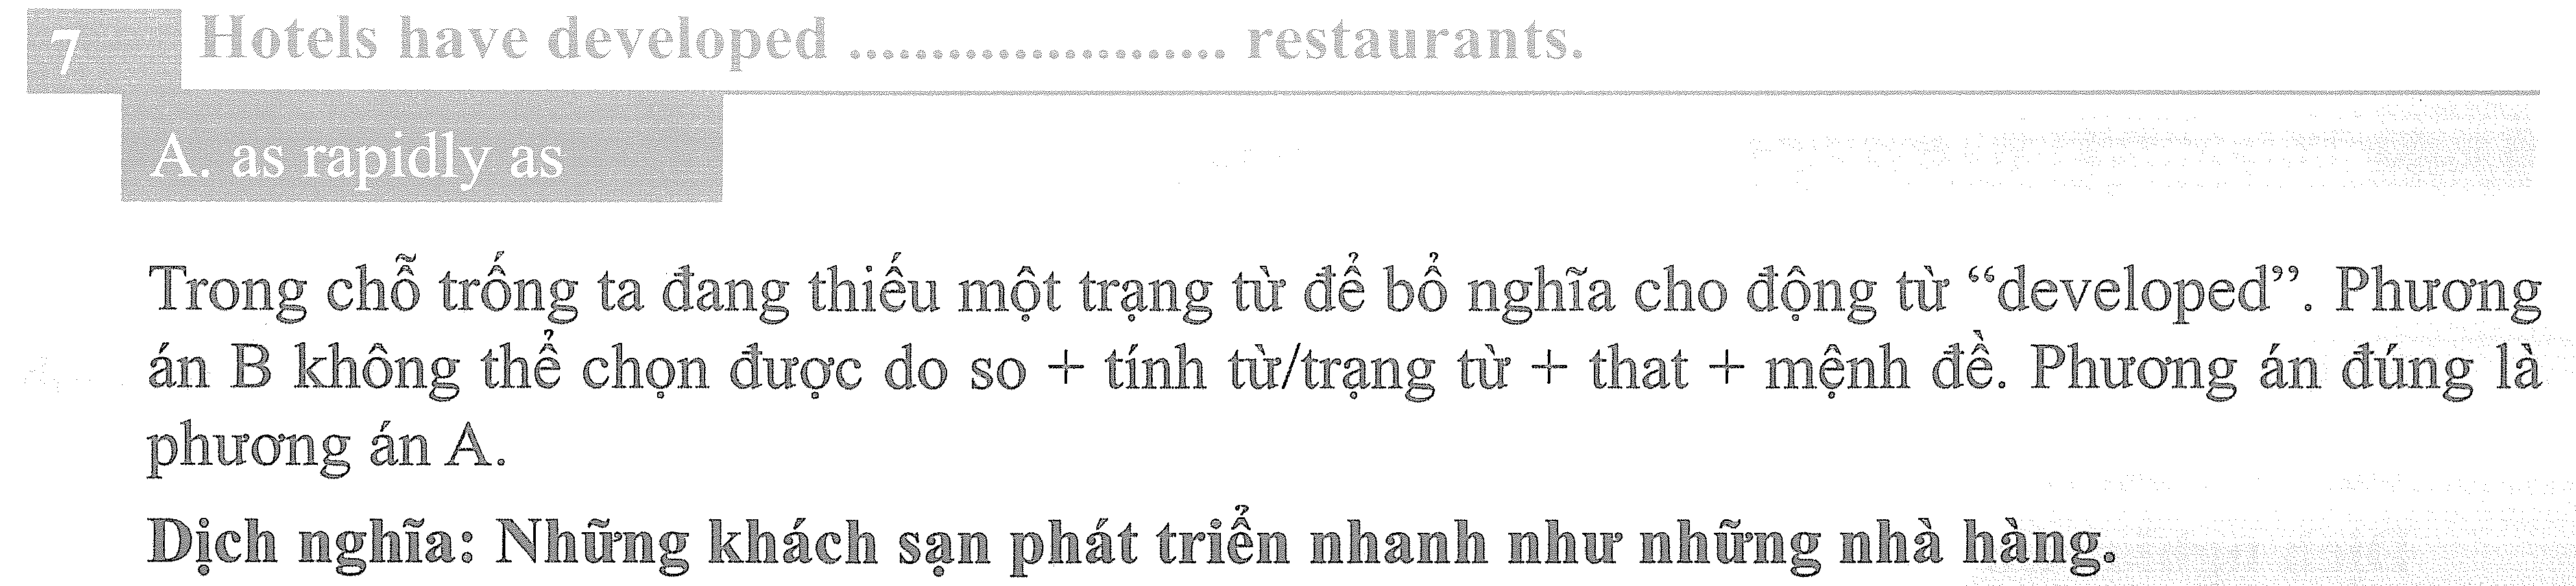 7 Hotels have developed ....................... restaurants.
A. as rapidly as
Trong chỗ trống ta đang thiếu một trạng từ để bổ nghĩa cho động từ “developed”. Phương
án B không thể chọn được do so + tính từ/trạng từ + that + mệnh đề. Phương án đúng là
phương án A.
Dịch nghĩa: Những khách sạn phát triển nhanh như những nhà hàng.